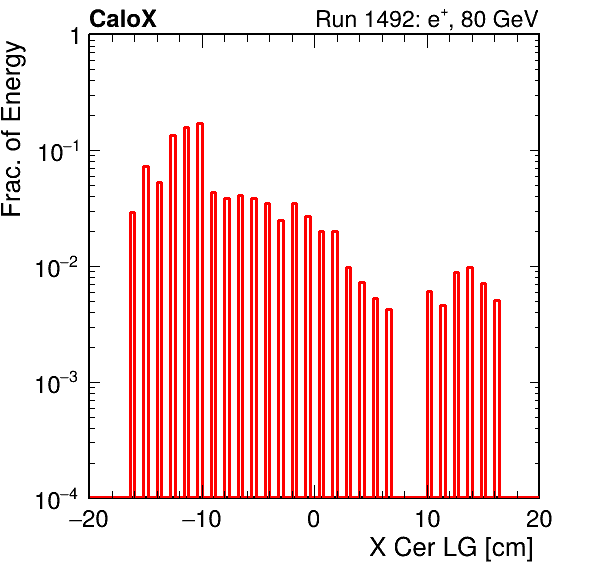 CaloX Run 1492: e⁺, 80 GeV
Frac. of Energy
1
10⁻¹
10⁻²
10⁻³
10⁻⁴
−20 −10 0 10 20
X Cer LG [cm]